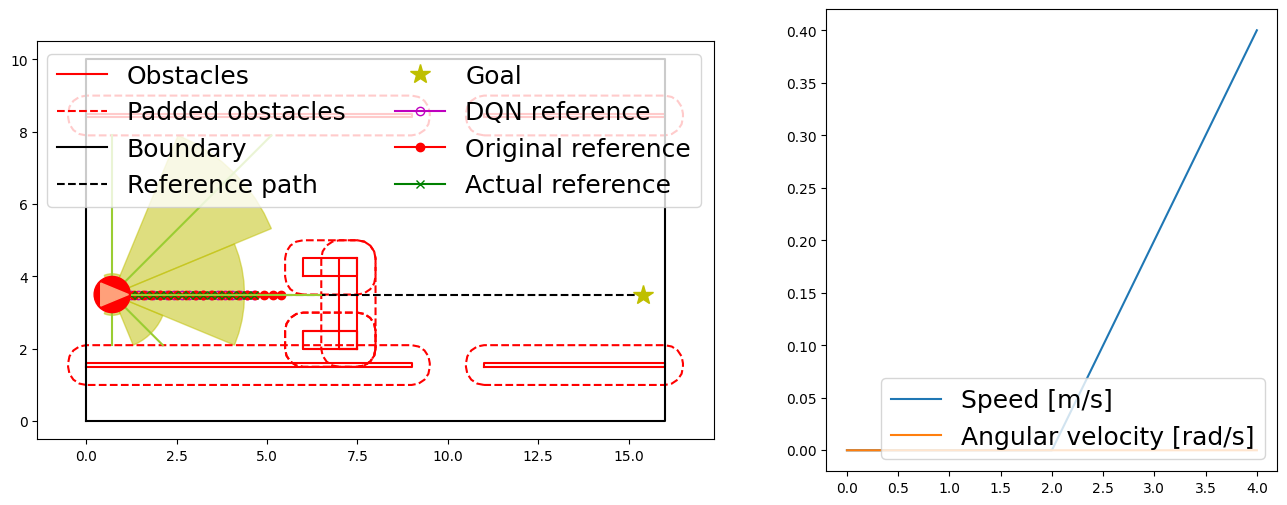 Obstacles
Padded obstacles
Boundary
Reference path
Goal
DQN reference
Original reference
Actual reference
10
8
6
4
2
0
0.0 2.5 5.0 7.5 10.0 12.5 15.0
0.40
0.35
0.30
0.25
0.20
0.15
0.10
0.05
0.00
Speed [m/s]
Angular velocity [rad/s]
0.0 0.5 1.0 1.5 2.0 2.5 3.0 3.5 4.0